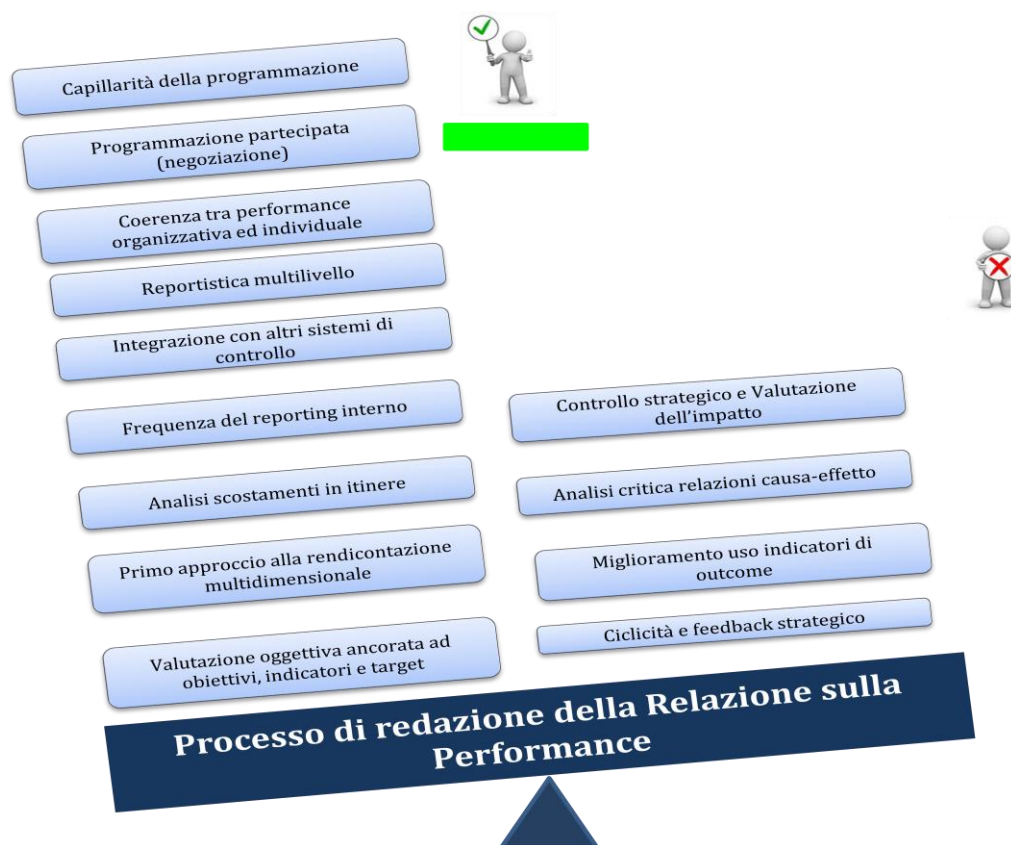 Capillarità della programmazione
Programmazione partecipata
(negoziazione)
Coerenza tra performance
organizzativa ed individuale
Reportistica multilivello
Integrazione con altri sistemi di
controllo
Frequenza del reporting interno
Analisi scostamenti in itinere
Primo approccio alla rendicontazione
multidimensionale
Valutazione oggettiva ancorata ad
obiettivi, indicatori e target
Controllo strategico e Valutazione
dell’impatto
Analisi critica relazioni causa-effetto
Miglioramento uso indicatori di
outcome
Ciclicità e feedback strategico
Processo di redazione della Relazione sulla
Performance